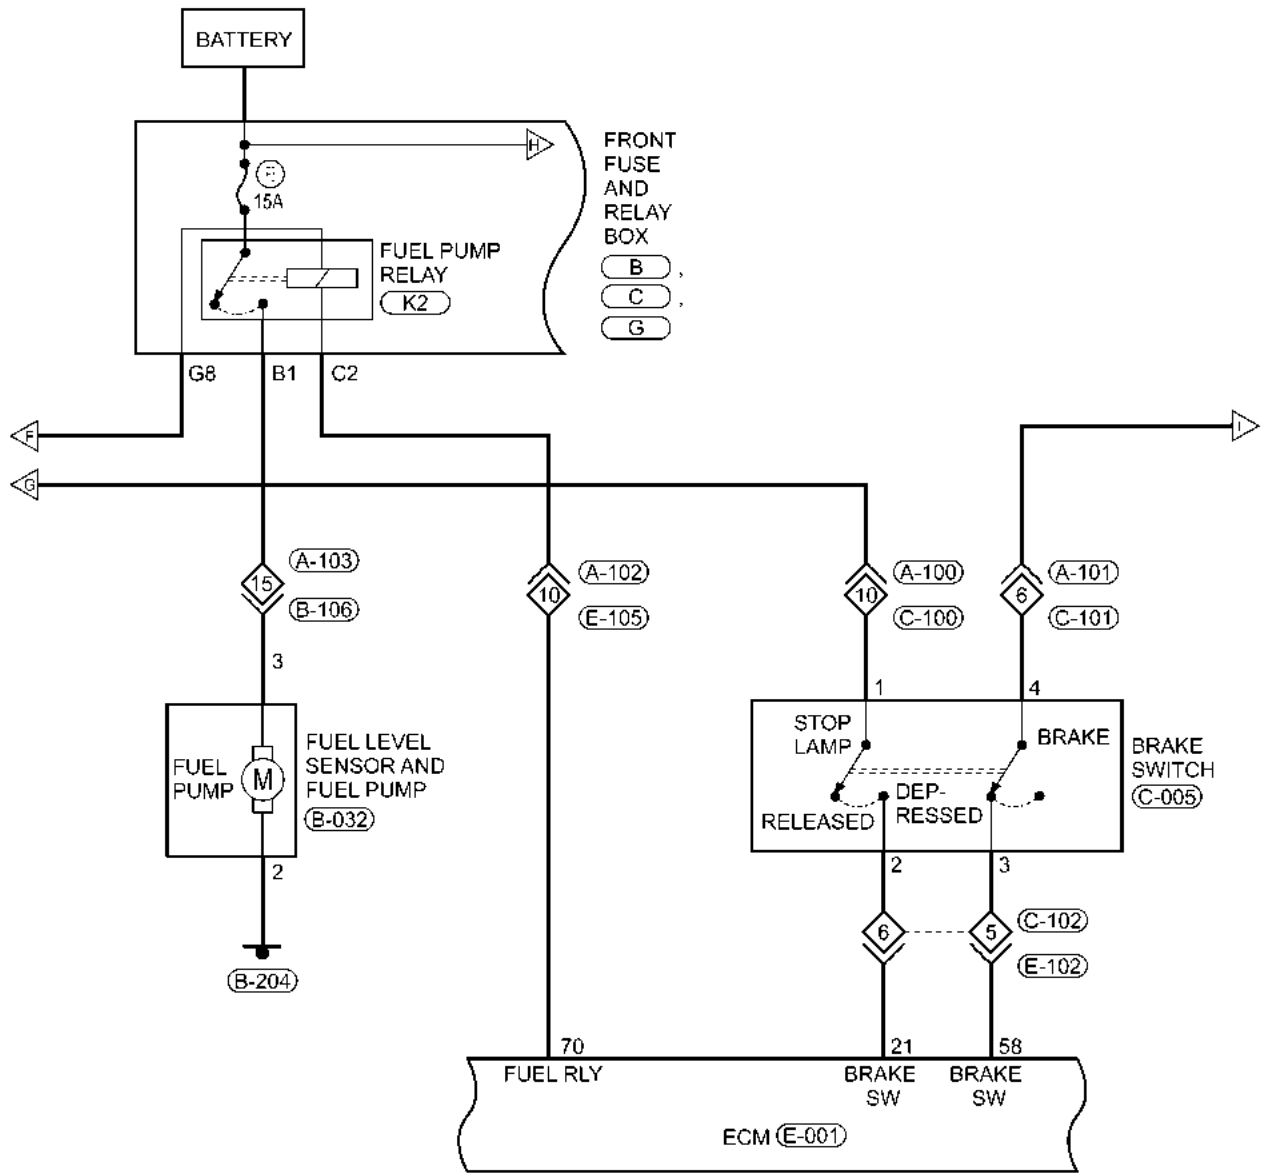 BATTERY
H
FRONT
FUSE
AND
RELAY
BOX
B ,
C ,
G
15A
FUEL PUMP
RELAY
K2
G8
B1
C2
F
I
G
A-103
15
B-106
A-102
10
E-105
A-100
10
C-100
A-101
6
C-101
3
1
4
FUEL
PUMP
M
FUEL LEVEL
SENSOR AND
FUEL PUMP
B-032
STOP
LAMP
BRAKE
RELEASED
DEP-
RESSED
BRAKE
SWITCH
C-005
2
2
3
6
5
C-102
E-102
B-204
70
21
58
FUEL RLY
BRAKE
SW
BRAKE
SW
ECM E-001